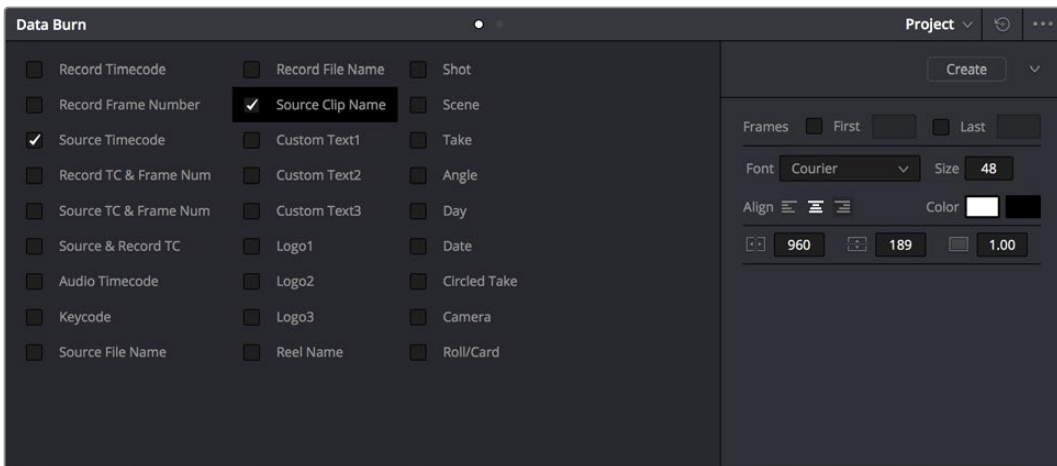 Data Burn
Project
Record Timecode
Record Frame Number
Source Timecode
Record TC & Frame Num
Source TC & Frame Num
Source & Record TC
Audio Timecode
Keycode
Source File Name
Record File Name
Source Clip Name
Custom Text1
Custom Text2
Custom Text3
Logo1
Logo2
Logo3
Reel Name
Shot
Scene
Take
Angle
Day
Date
Circled Take
Camera
Roll/Card
Create
Frames First Last
Font Courier Size 48
Align Color
960 189 1.00